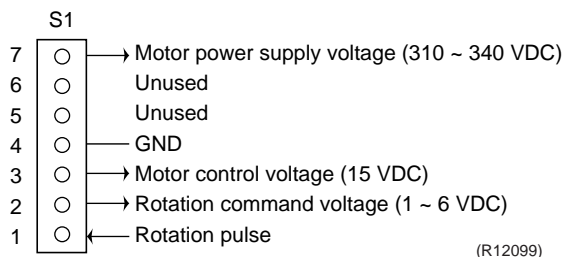 S1
7 Motor power supply voltage (310 ~ 340 VDC)
6 Unused
5 Unused
4 GND
3 Motor control voltage (15 VDC)
2 Rotation command voltage (1 ~ 6 VDC)
1 Rotation pulse
(R12099)